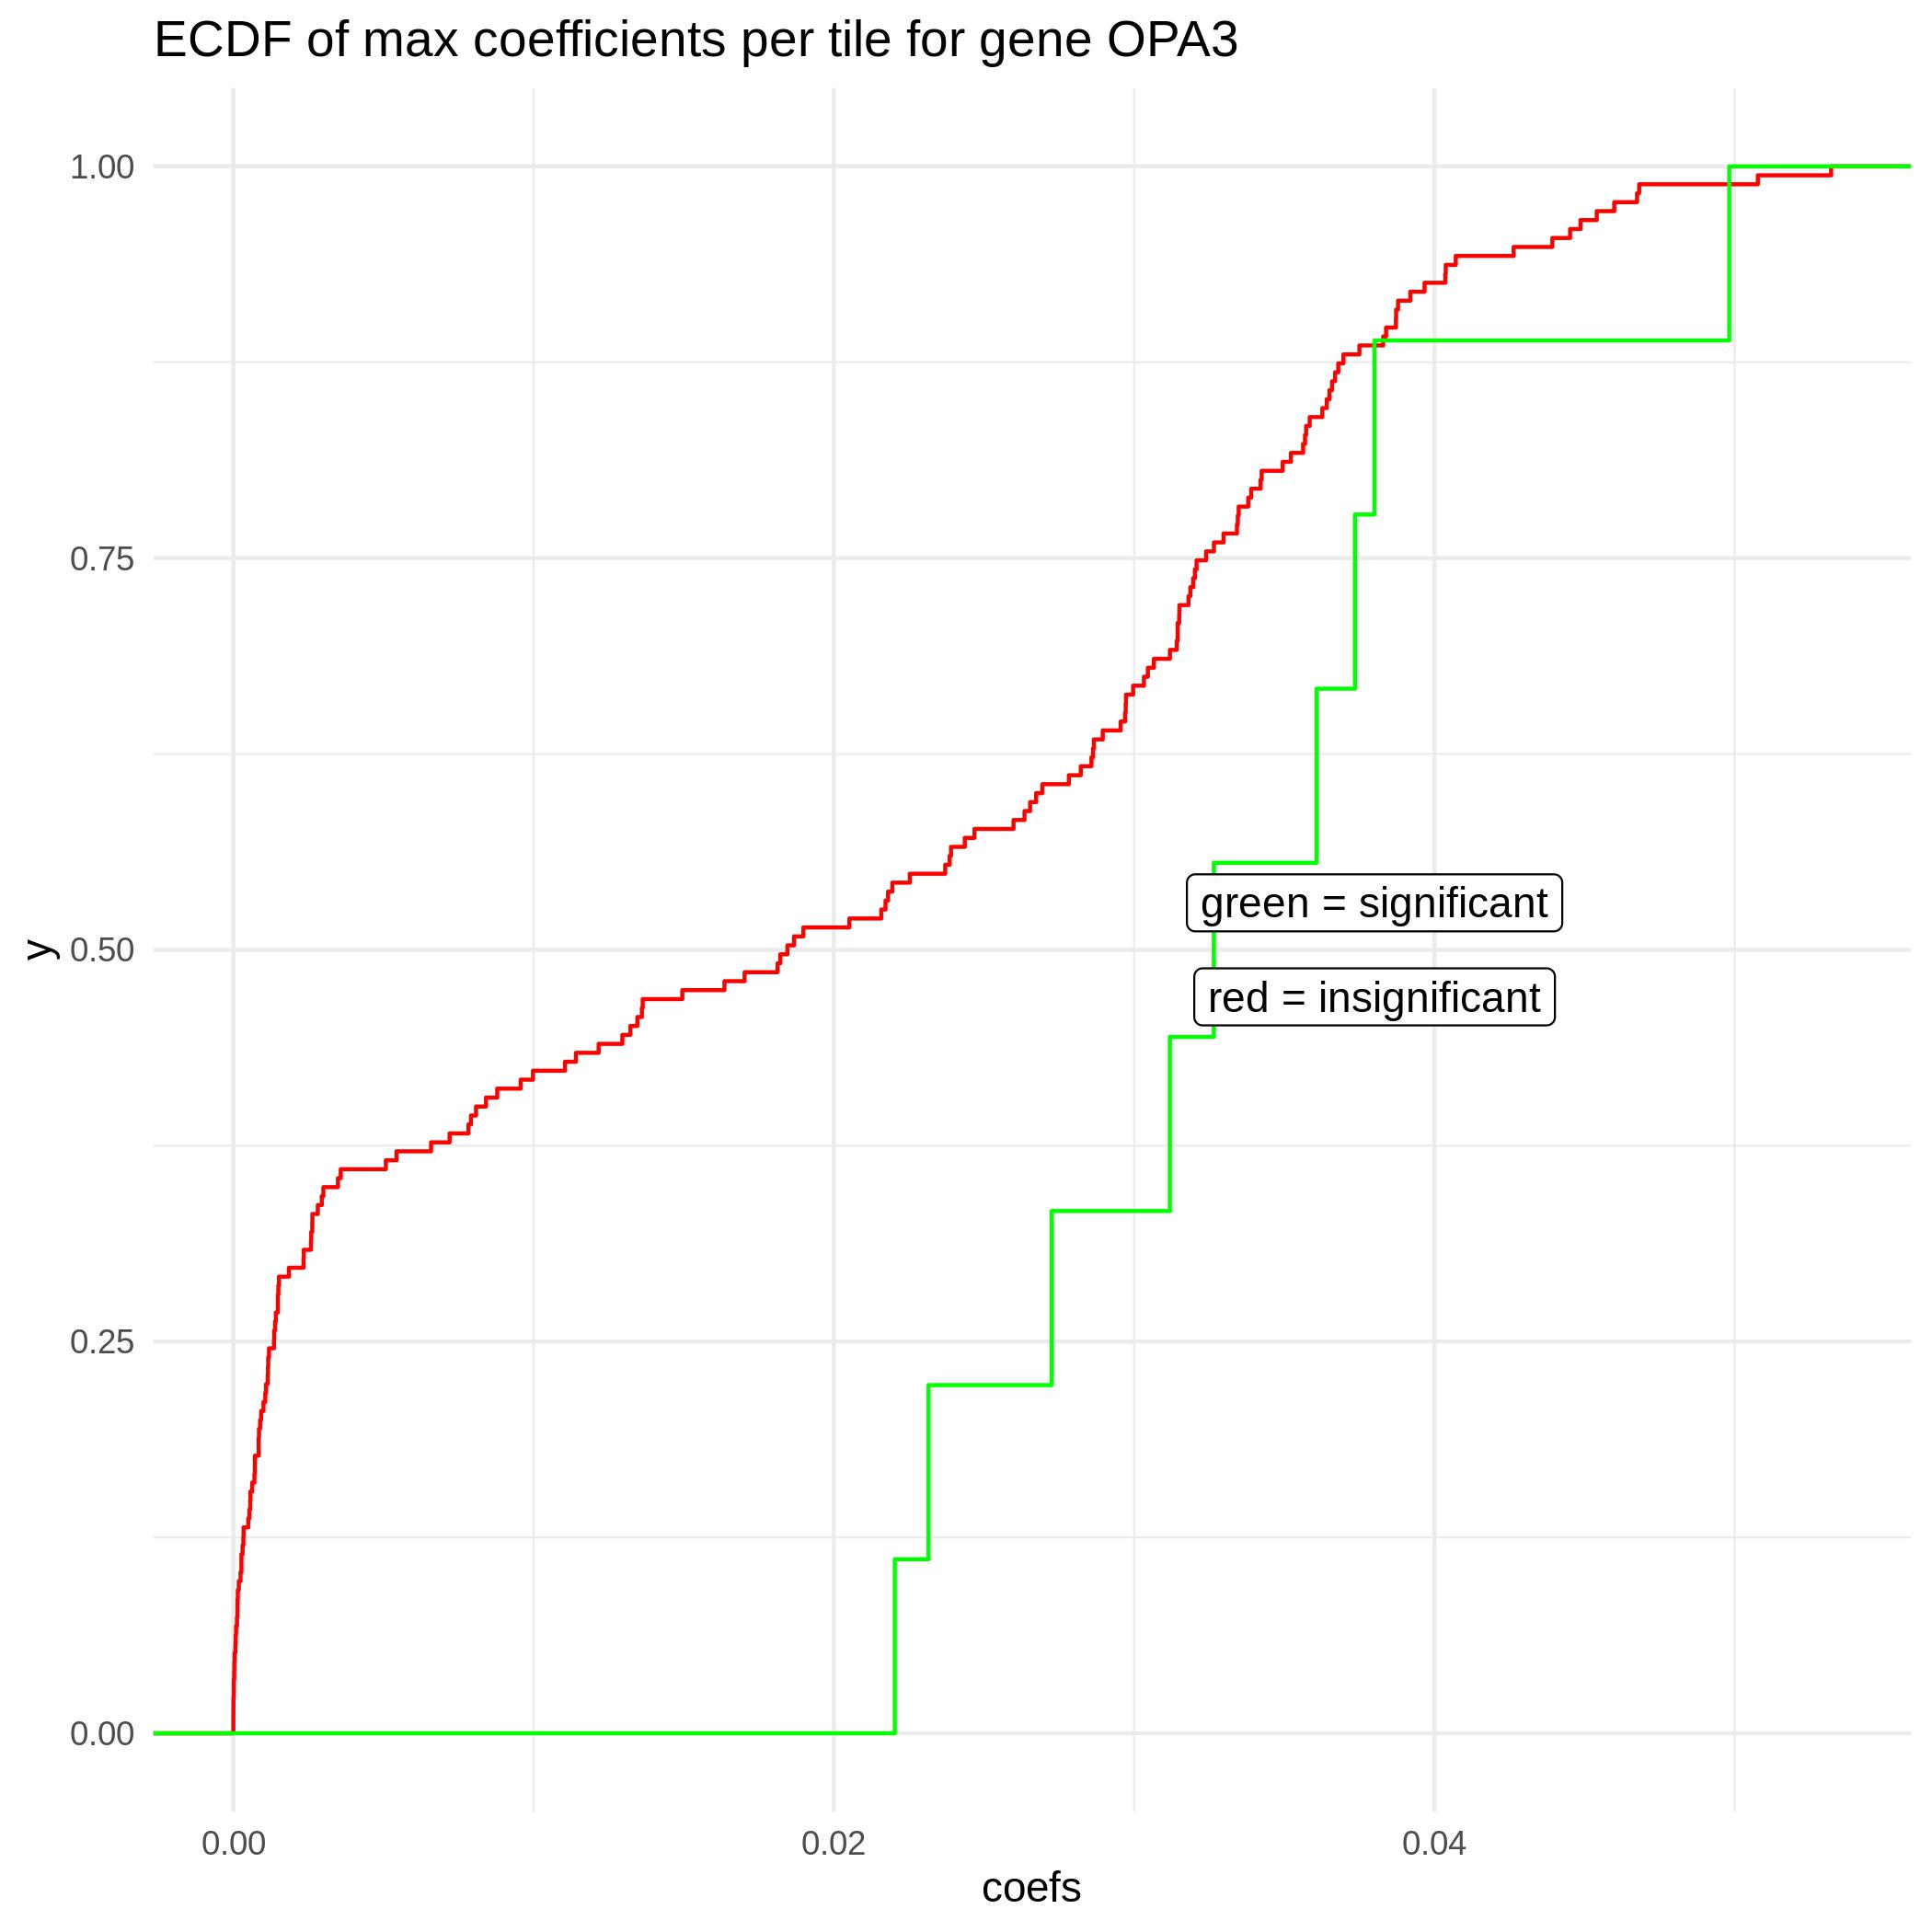 ECDF of max coefficients per tile for gene OPA3
1.00
0.75
0.50
0.25
0.00
y
green = significant
red = insignificant
0.00 0.02 0.04
coefs